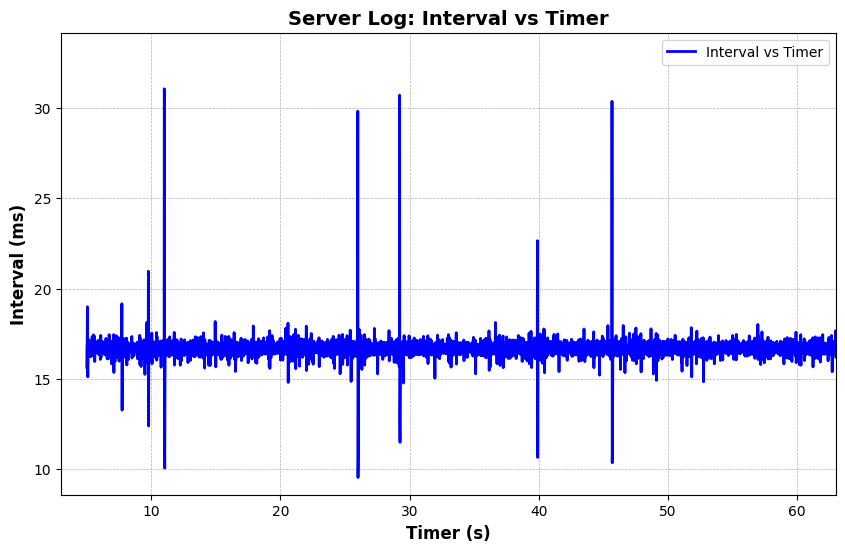 Server Log: Interval vs Timer
Interval vs Timer
30
25
20
15
10
Interval (ms)
10 20 30 40 50 60
Timer (s)